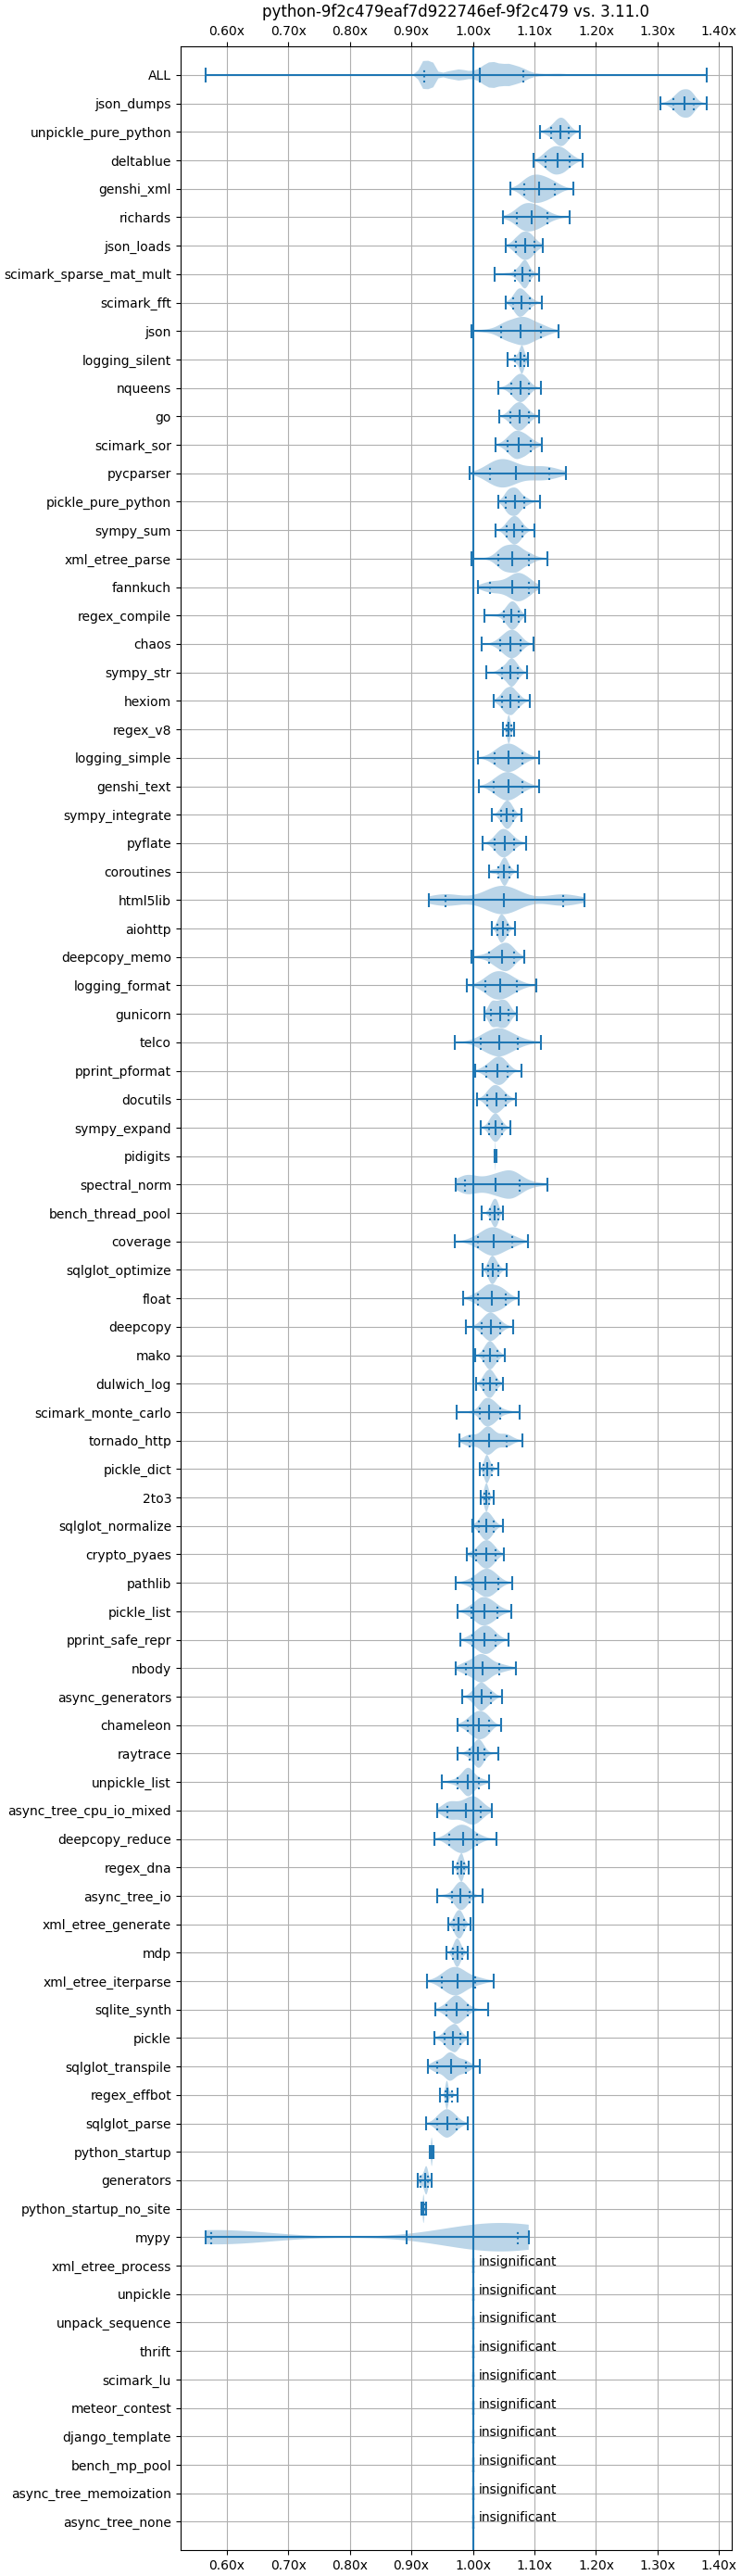 python-9f2c479eaf7d922746ef-9f2c479 vs. 3.11.0
0.60x 0.70x 0.80x 0.90x 1.00x 1.10x 1.20x 1.30x 1.40x
ALL
json_dumps
unpickle_pure_python
deltablue
genshi_xml
richards
json_loads
scimark_sparse_mat_mult
scimark_fft
json
logging_silent
nqueens
go
scimark_sor
pycparser
pickle_pure_python
sympy_sum
xml_etree_parse
fannkuch
regex_compile
chaos
sympy_str
hexiom
regex_v8
logging_simple
genshi_text
sympy_integrate
pyflate
coroutines
html5lib
aiohttp
deepcopy_memo
logging_format
gunicorn
telco
pprint_pformat
docutils
sympy_expand
pidigits
spectral_norm
bench_thread_pool
coverage
sqlglot_optimize
float
deepcopy
mako
dulwich_log
scimark_monte_carlo
tornado_http
pickle_dict
2to3
sqlglot_normalize
crypto_pyaes
pathlib
pickle_list
pprint_safe_repr
nbody
async_generators
chameleon
raytrace
unpickle_list
async_tree_cpu_io_mixed
deepcopy_reduce
regex_dna
async_tree_io
xml_etree_generate
mdp
xml_etree_iterparse
sqlite_synth
pickle
sqlglot_transpile
regex_effbot
sqlglot_parse
python_startup
generators
python_startup_no_site
mypy
xml_etree_process insignificant
unpickle insignificant
unpack_sequence insignificant
thrift insignificant
scimark_lu insignificant
meteor_contest insignificant
django_template insignificant
bench_mp_pool insignificant
async_tree_memoization insignificant
async_tree_none insignificant
0.60x 0.70x 0.80x 0.90x 1.00x 1.10x 1.20x 1.30x 1.40x